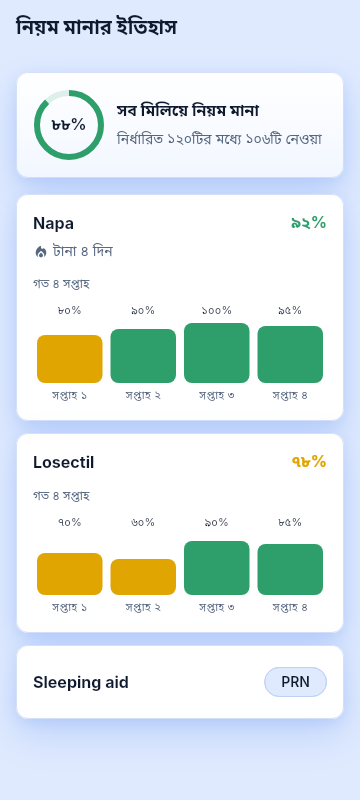 নিয়ম মানার ইতিহাস
৮৮%
সব মিলিয়ে নিয়ম মানা
নির্ধারিত ১২০টির মধ্যে ১০৬টি নেওয়া
Napa
৯২%
টানা ৪ দিন
গত ৪ সপ্তাহ
৮০% ৯০% ১০০% ৯৫%
সপ্তাহ ১ সপ্তাহ ২ সপ্তাহ ৩ সপ্তাহ ৪
Losectil
৭৮%
গত ৪ সপ্তাহ
৭০% ৬০% ৯০% ৮৫%
সপ্তাহ ১ সপ্তাহ ২ সপ্তাহ ৩ সপ্তাহ ৪
Sleeping aid
PRN